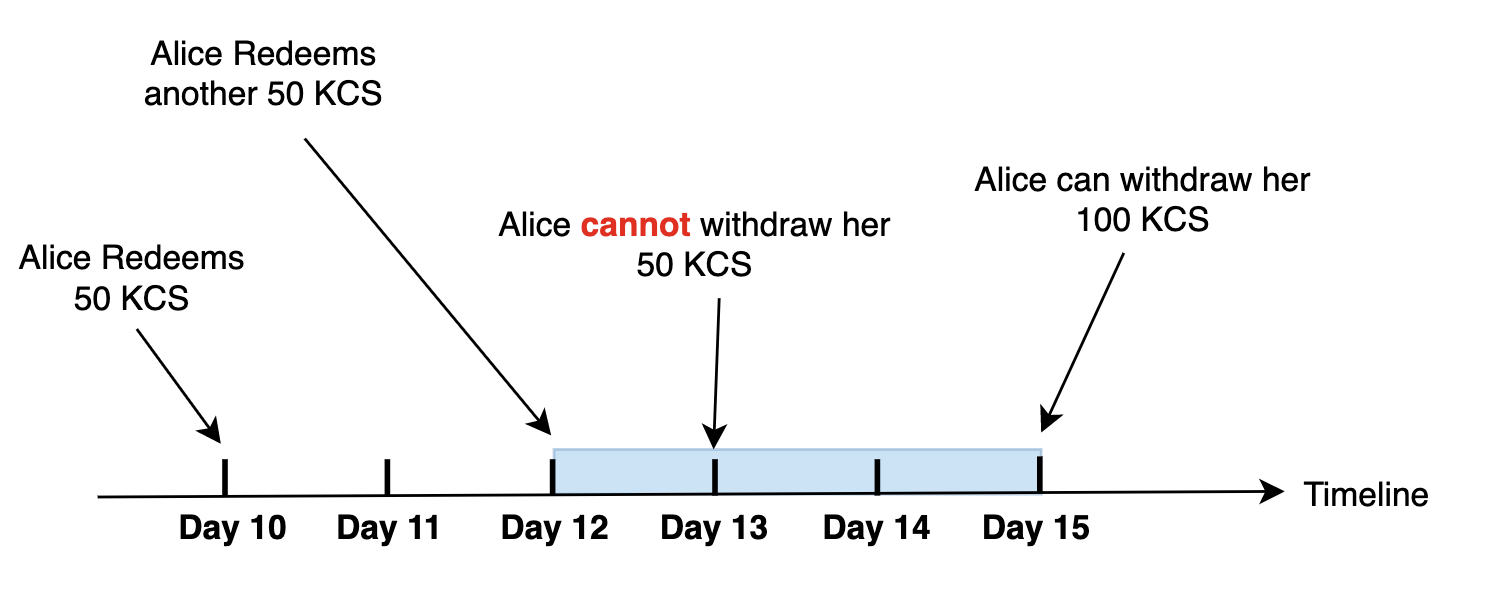 Alice Redeems
another 50 KCS
Alice can withdraw her
100 KCS
Alice cannot withdraw her
50 KCS
Alice Redeems
50 KCS
Timeline
Day 10 Day 11 Day 12 Day 13 Day 14 Day 15